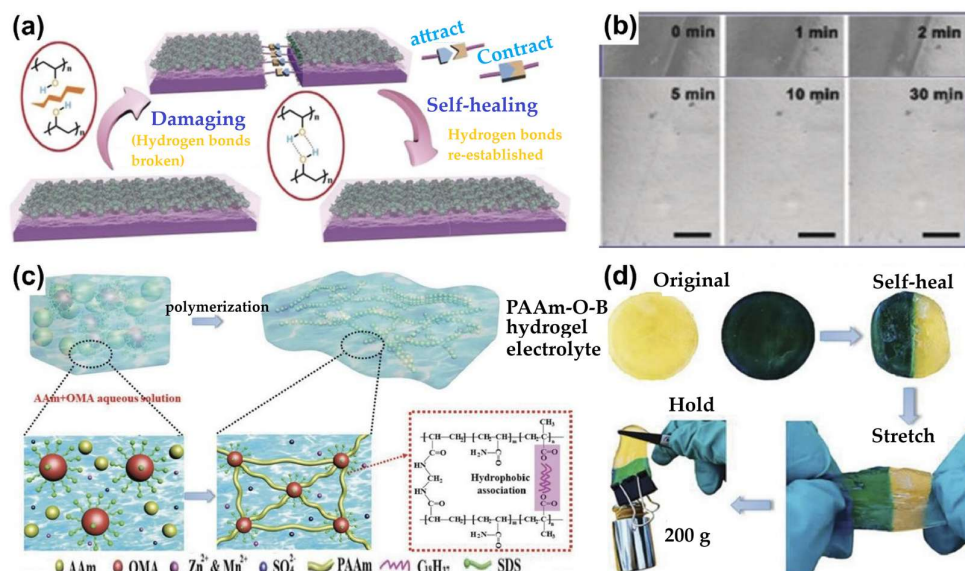 (a)
attract
Contract
]n
H
H
]n
Damaging
(Hydrogen bonds
broken)
]n
H
H
]n
Self-healing
Hydrogen bonds
re-established
(b)
0 min
1 min
2 min
5 min
10 min
30 min
(c)
polymerization
PAAm-O-B
hydrogel
electrolyte
AAm+OMA aqueous solution
Hydrophobic
association
AAm
OMA
Zn²⁺ & Mn²⁺
SO₄²⁻
PAAm
C₁₈H₃₇
SDS
(d)
Original
Self-heal
Hold
Stretch
200 g